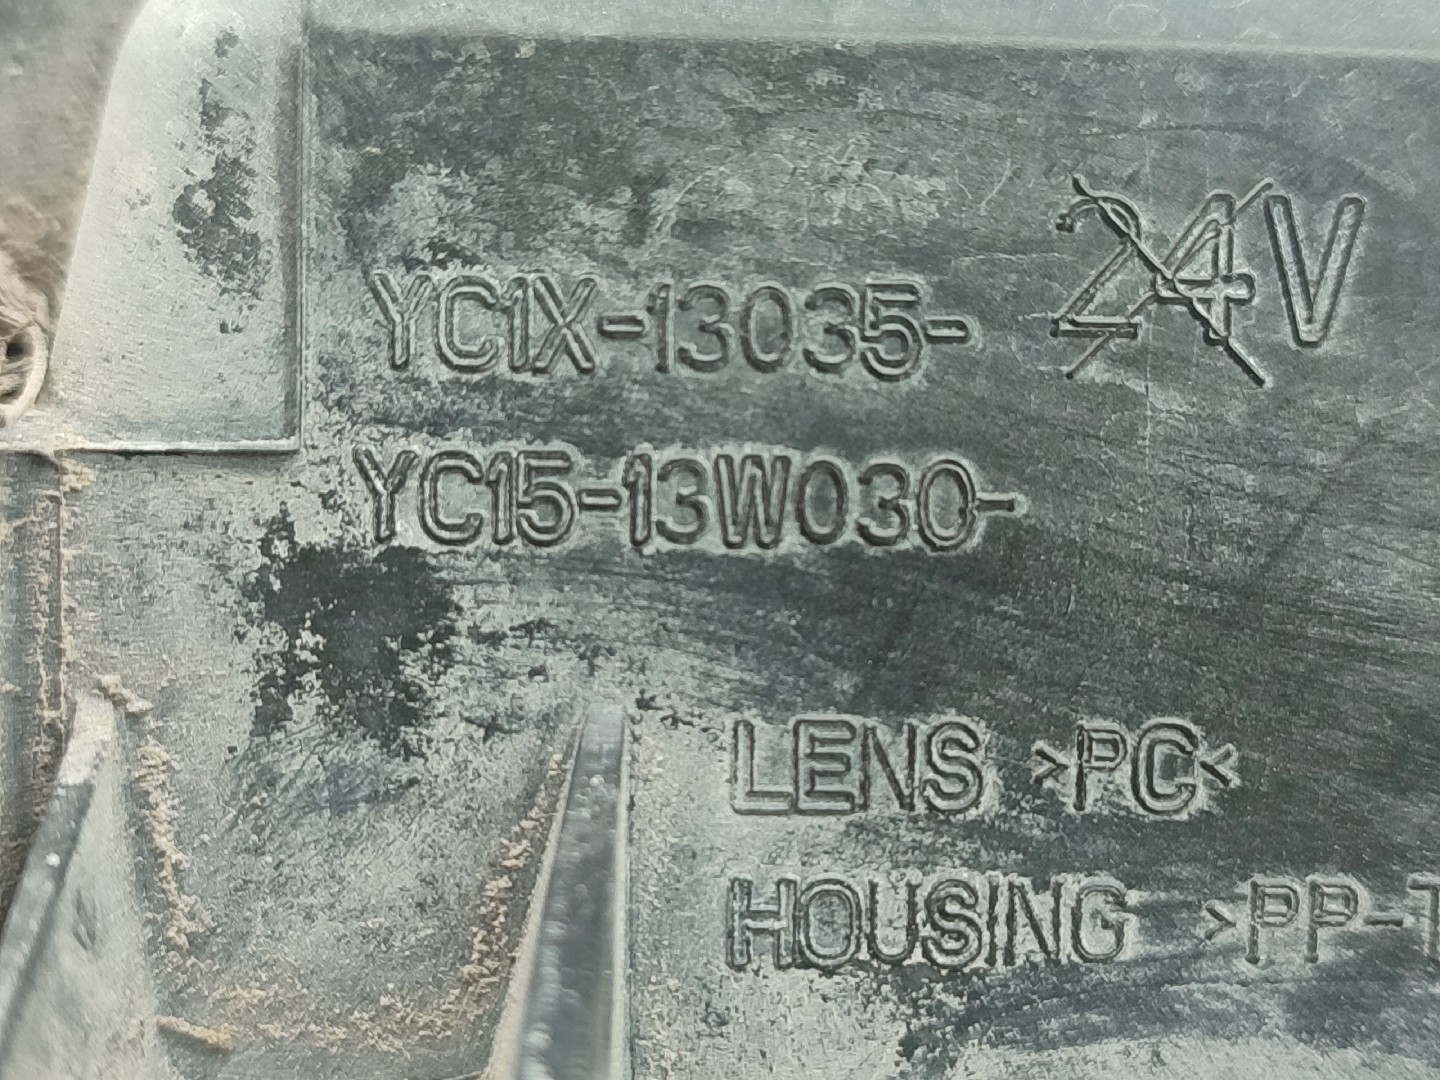 24V
YC1X-13035-
YC15-13W030-
LENS >PC<
HOUSING >PP-T